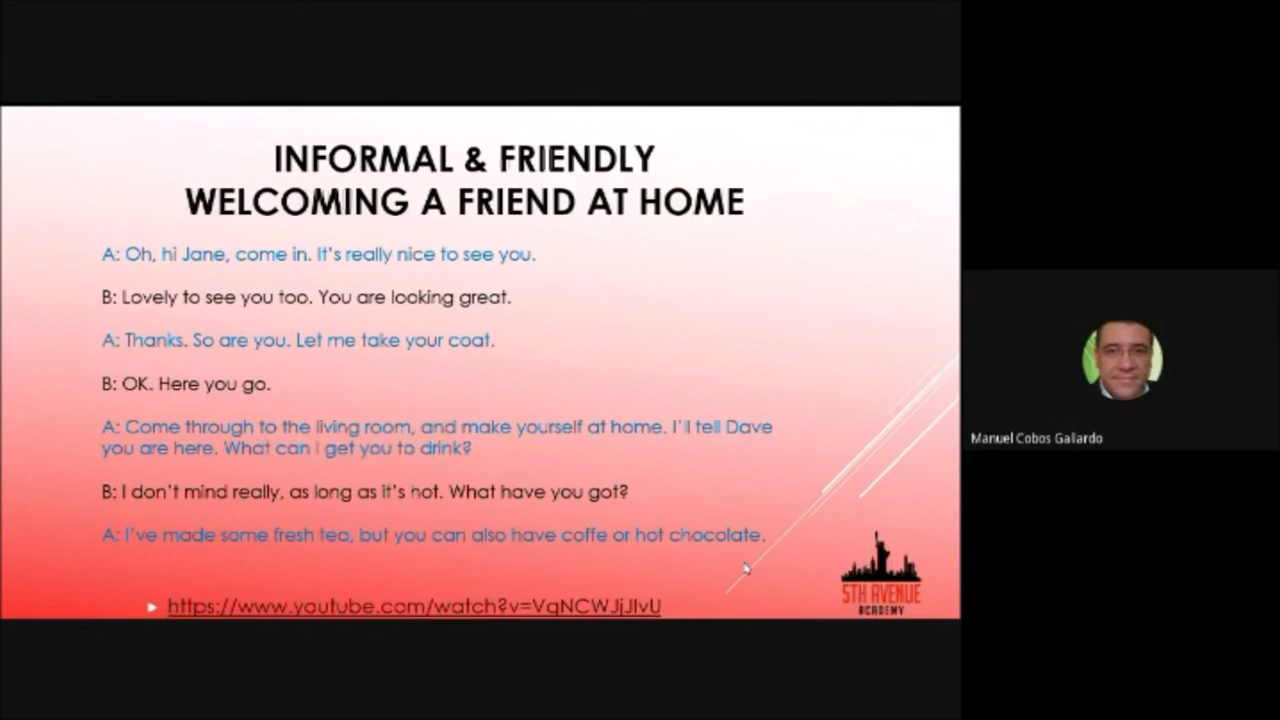 INFORMAL & FRIENDLY
WELCOMING A FRIEND AT HOME
A: Oh, hi Jane, come in. It's really nice to see you.
B: Lovely to see you too. You are looking great.
A: Thanks. So are you. Let me take your coat.
B: OK. Here you go.
A: Come through to the living room, and make yourself at home. I'll tell Dave
you are here. What can I get you to drink?
B: I don't mind really, as long as it's hot. What have you got?
A: I've made some fresh tea, but you can also have coffe or hot chocolate.
https://www.youtube.com/watch?v=VqNCWJjJIvU
5TH AVENUE
ACADEMY
Manuel Cobos Gallardo